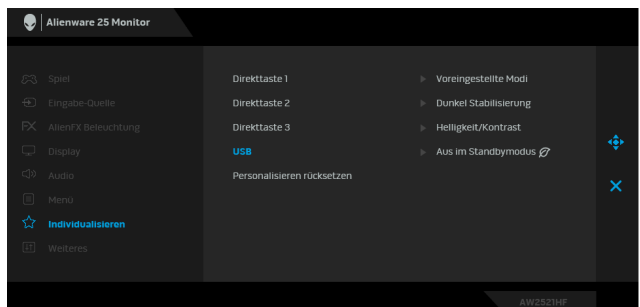 Alienware 25 Monitor
Spiel
Eingabe-Quelle
FX AlienFX Beleuchtung
Display
Audio
Menü
Individualisieren
Weiteres
Direkttaste 1 Voreingestellte Modi
Direkttaste 2 Dunkel Stabilisierung
Direkttaste 3 Helligkeit/Kontrast
USB Aus im Standbymodus
Personalisieren rücksetzen
AW2521HF